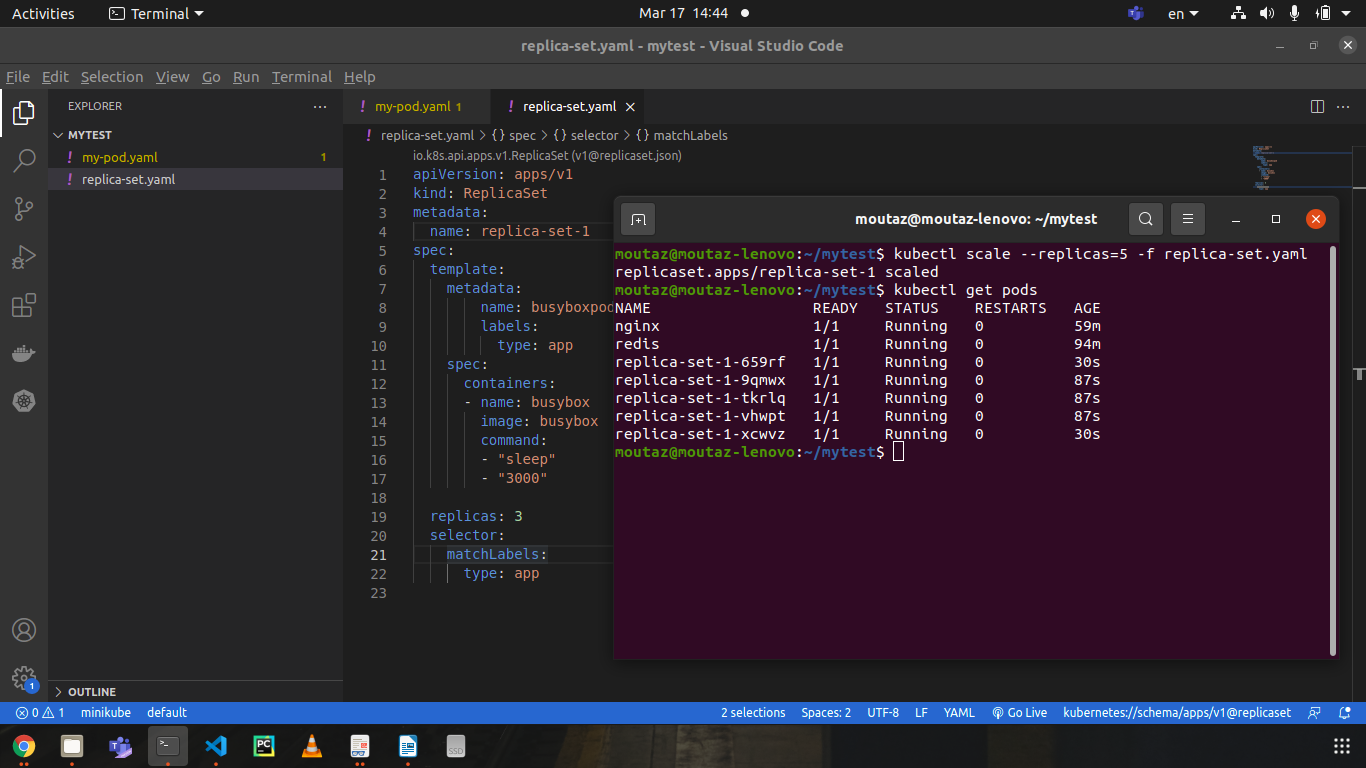 Activities
Terminal
Mar 17 14:44
en
replica-set.yaml - mytest - Visual Studio Code
File Edit Selection View Go Run Terminal Help
EXPLORER
MYTEST
! my-pod.yaml 1
! replica-set.yaml
OUTLINE
1
! my-pod.yaml 1
! replica-set.yaml
! replica-set.yaml > {} spec > {} selector > {} matchLabels
io.k8s.api.apps.v1.ReplicaSet (v1@replicaset.json)
1 apiVersion: apps/v1
2 kind: ReplicaSet
3 metadata:
4   name: replica-set-1
5 spec:
6   template:
7     metadata:
8         name: busyboxpod
9         labels:
10           type: app
11     spec:
12       containers:
13       - name: busybox
14         image: busybox
15         command:
16         - "sleep"
17         - "3000"
18
19   replicas: 3
20   selector:
21     matchLabels:
22       type: app
23
moutaz@moutaz-lenovo: ~/mytest
moutaz@moutaz-lenovo:~/mytest$ kubectl scale --replicas=5 -f replica-set.yaml
replicaset.apps/replica-set-1 scaled
moutaz@moutaz-lenovo:~/mytest$ kubectl get pods
NAME                  READY   STATUS    RESTARTS   AGE
nginx                 1/1     Running   0          59m
redis                 1/1     Running   0          94m
replica-set-1-659rf   1/1     Running   0          30s
replica-set-1-9qmwx   1/1     Running   0          87s
replica-set-1-tkrlq   1/1     Running   0          87s
replica-set-1-vhwpt   1/1     Running   0          87s
replica-set-1-xcwvz   1/1     Running   0          30s
moutaz@moutaz-lenovo:~/mytest$
0 1 minikube default
2 selections Spaces: 2 UTF-8 LF YAML Go Live kubernetes://schema/apps/v1@replicaset
PC
SSD